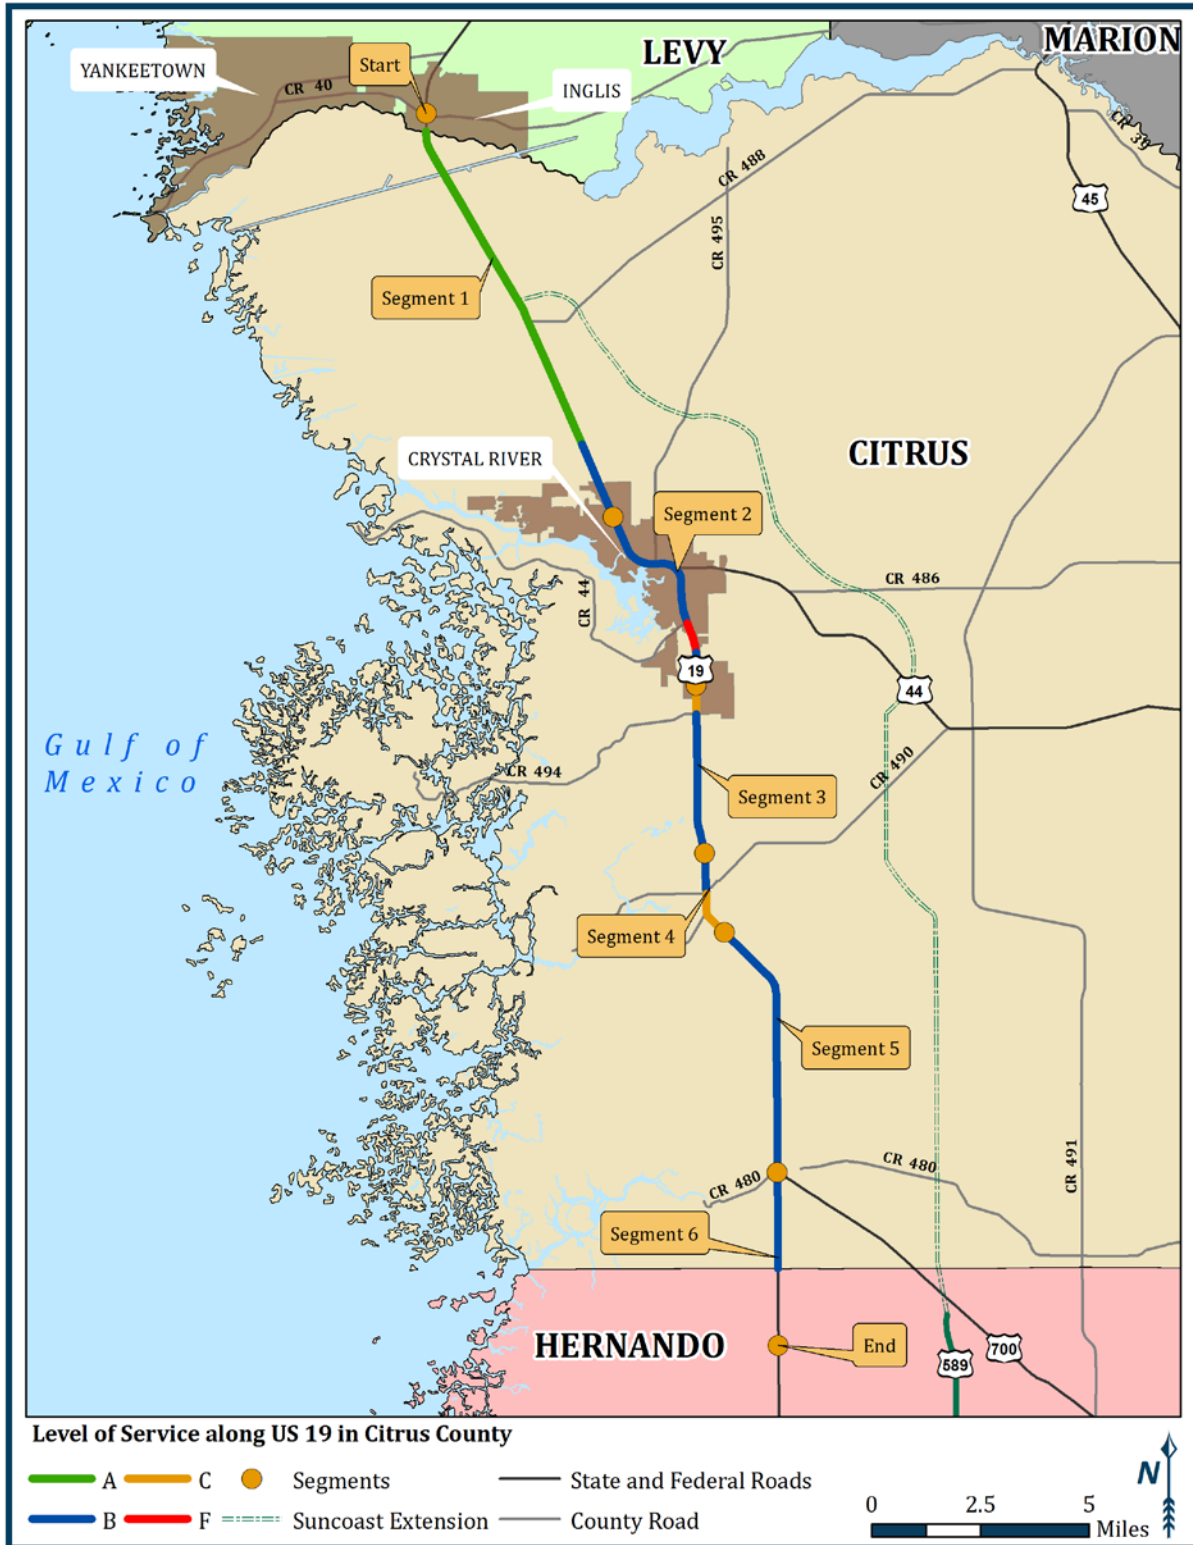 LEVY
MARION
YANKEETOWN
Start
CR 40
INGLIS
CR 39
CR 488
45
CR 495
Segment 1
CRYSTAL RIVER
CITRUS
Segment 2
CR 486
CR 44
19
44
Gulf of
Mexico
CR 494
CR 490
Segment 3
Segment 4
Segment 5
CR 491
CR 480
CR 480
Segment 6
HERNANDO
End
700
589
Level of Service along US 19 in Citrus County
A
C
Segments
State and Federal Roads
B
F
Suncoast Extension
County Road
0
2.5
5
Miles
N